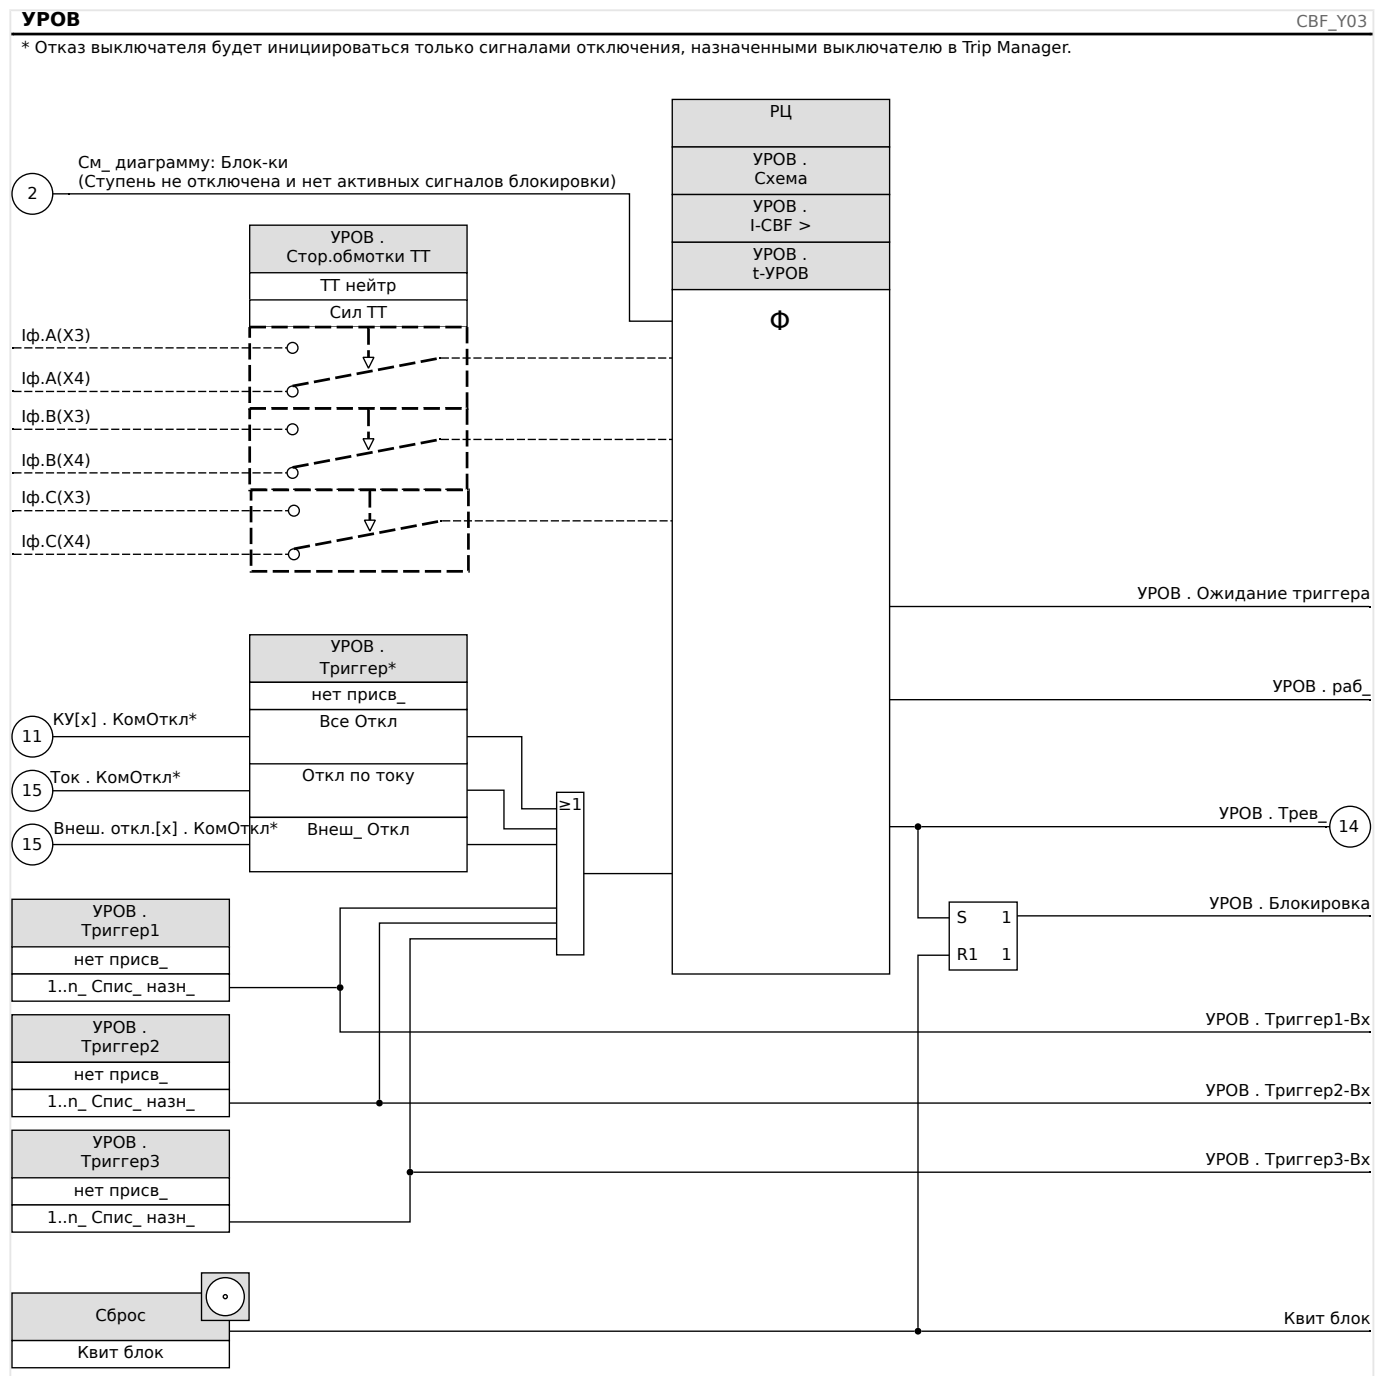 УРОВ
CBF_Y03
* Отказ выключателя будет инициироваться только сигналами отключения, назначенными выключателю в Trip Manager.
РЦ
УРОВ .
Схема
УРОВ .
I-CBF >
УРОВ .
t-УРОВ
Φ
См_ диаграмму: Блок-ки
(Ступень не отключена и нет активных сигналов блокировки)
2
УРОВ .
Стор.обмотки ТТ
ТТ нейтр
Сил ТТ
Iф.A(X3)
Iф.A(X4)
Iф.B(X3)
Iф.B(X4)
Iф.C(X3)
Iф.C(X4)
УРОВ . Ожидание триггера
УРОВ .
Триггер*
нет присв_
УРОВ . раб_
КУ[x] . КомОткл*
11
Все Откл
Ток . КомОткл*
15
Откл по току
Внеш. откл.[x] . КомОткл*
15
Внеш_ Откл
≥1
УРОВ . Трев_
14
УРОВ .
Триггер1
нет присв_
1..n_ Спис_ назн_
S 1
R1 1
УРОВ . Блокировка
УРОВ . Триггер1-Вх
УРОВ .
Триггер2
нет присв_
1..n_ Спис_ назн_
УРОВ . Триггер2-Вх
УРОВ .
Триггер3
нет присв_
1..n_ Спис_ назн_
УРОВ . Триггер3-Вх
Сброс
Квит блок
Квит блок